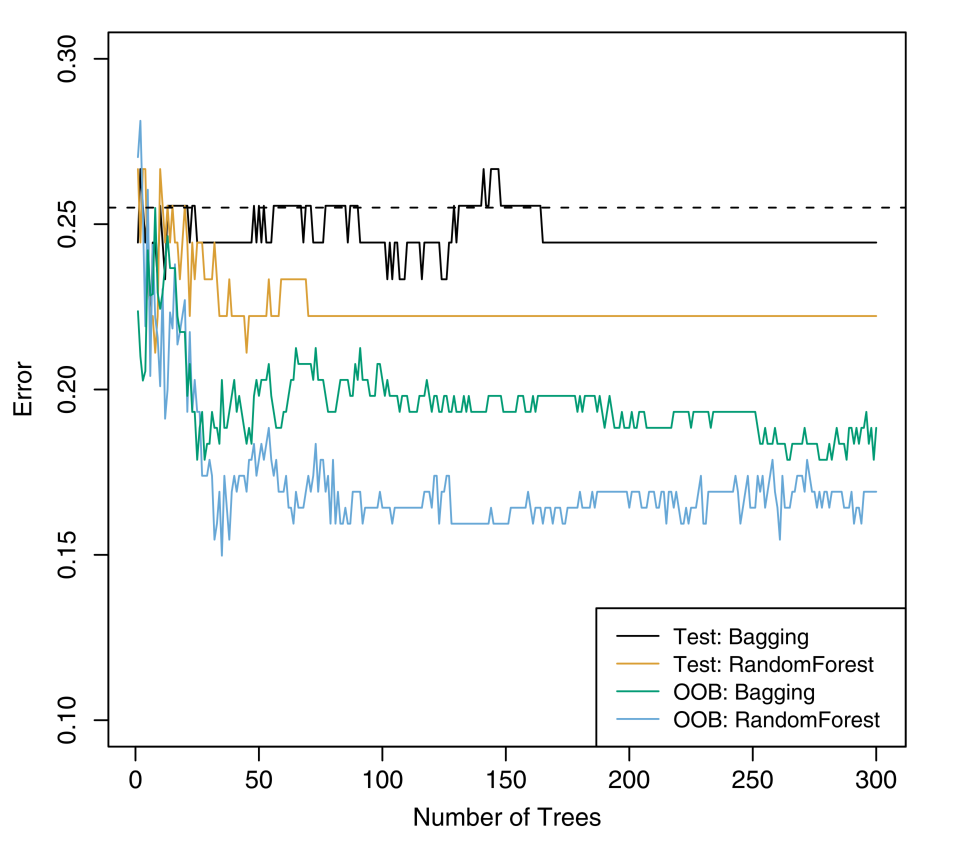 0.30
0.25
0.20
0.15
0.10
Error
0
50
100
150
200
250
300
Number of Trees
Test: Bagging
Test: RandomForest
OOB: Bagging
OOB: RandomForest